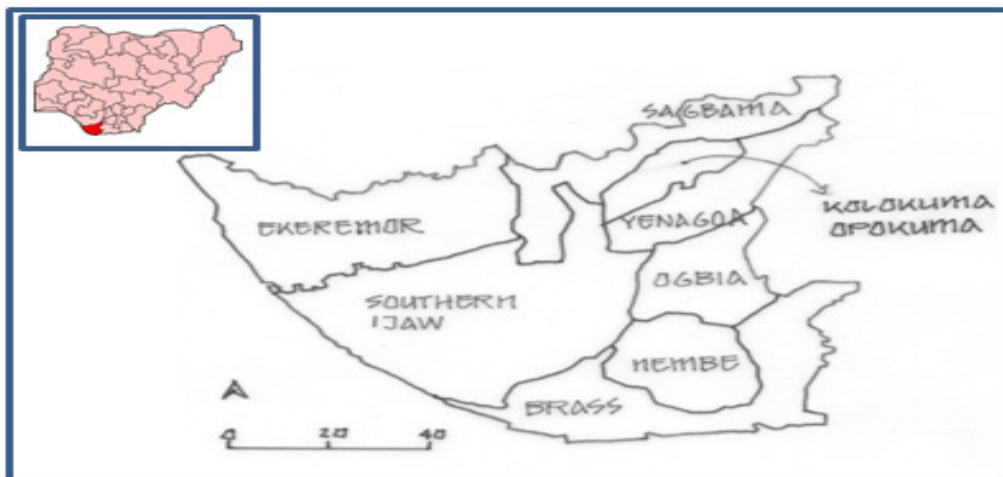 SAGBAMA
EKEREMOR
YENAGOA
KOLOKUMA
OPOKUMA
OGBIA
SOUTHERN
IJAW
NEMBE
BRASS
0 20 40